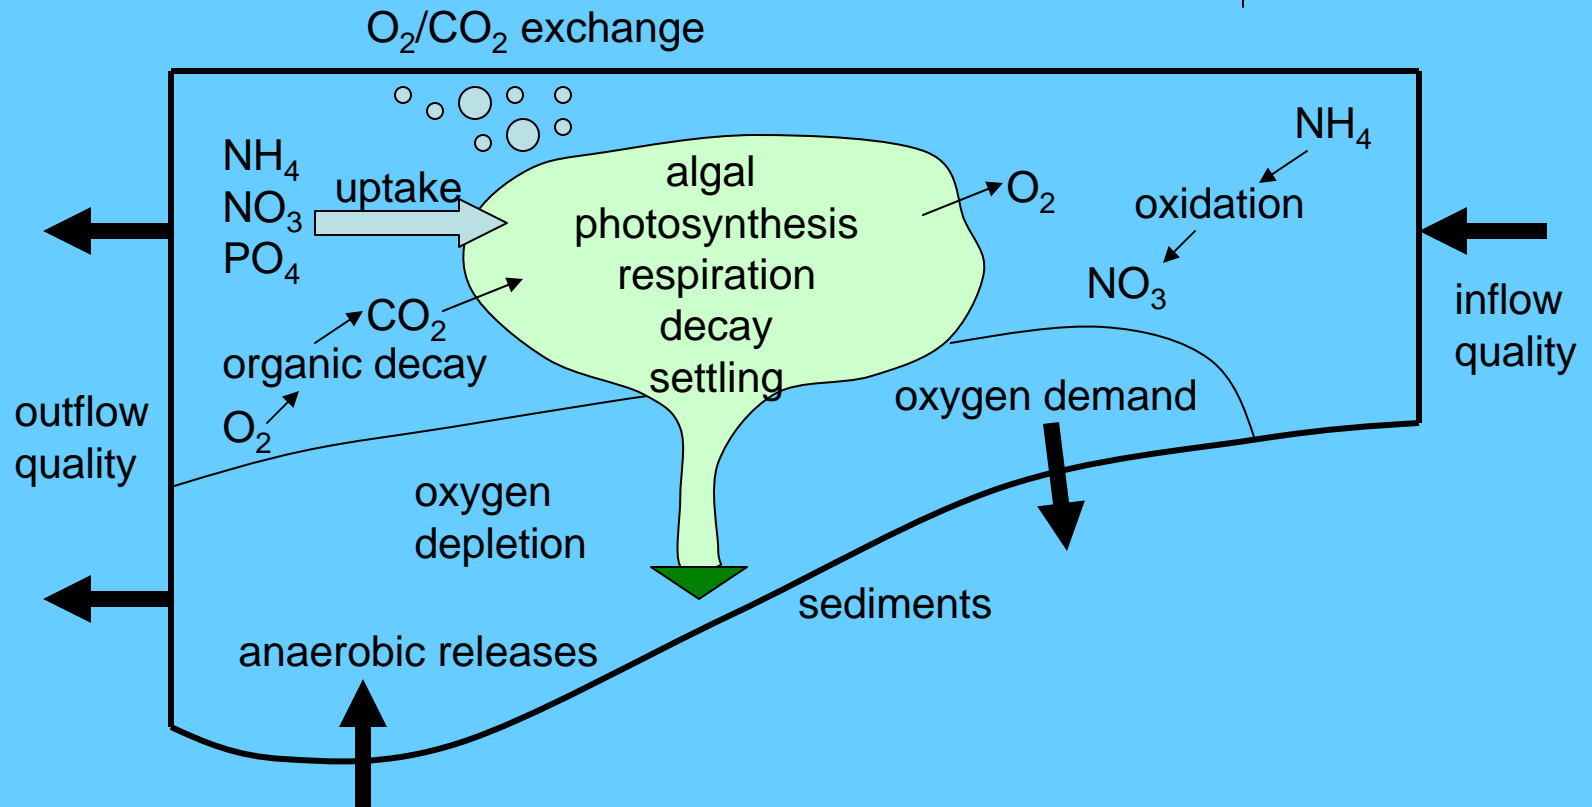 O₂/CO₂ exchange
NH₄
NO₃
PO₄
uptake
CO₂
organic decay
O₂
algal
photosynthesis
respiration
decay
settling
O₂
NH₄
oxidation
NO₃
inflow
quality
outflow
quality
oxygen demand
oxygen
depletion
sediments
anaerobic releases